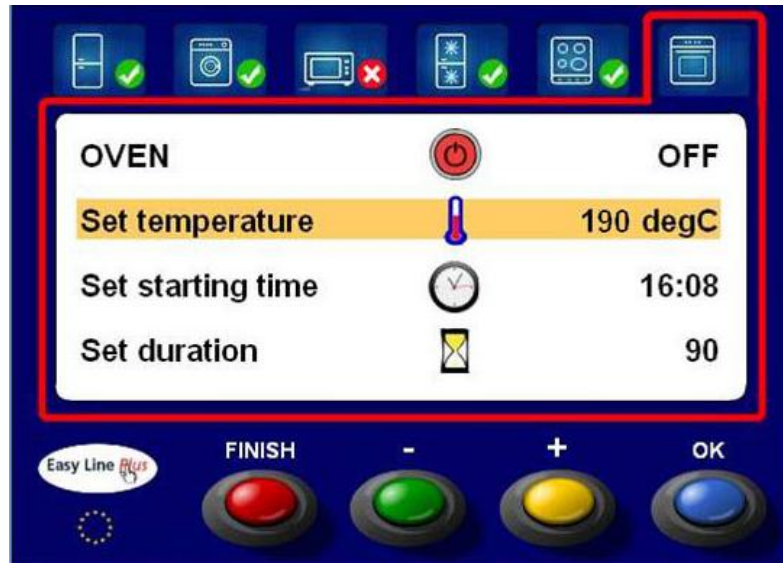 OVEN OFF
Set temperature 190 degC
Set starting time 16:08
Set duration 90
FINISH - + OK
Easy Line Plus